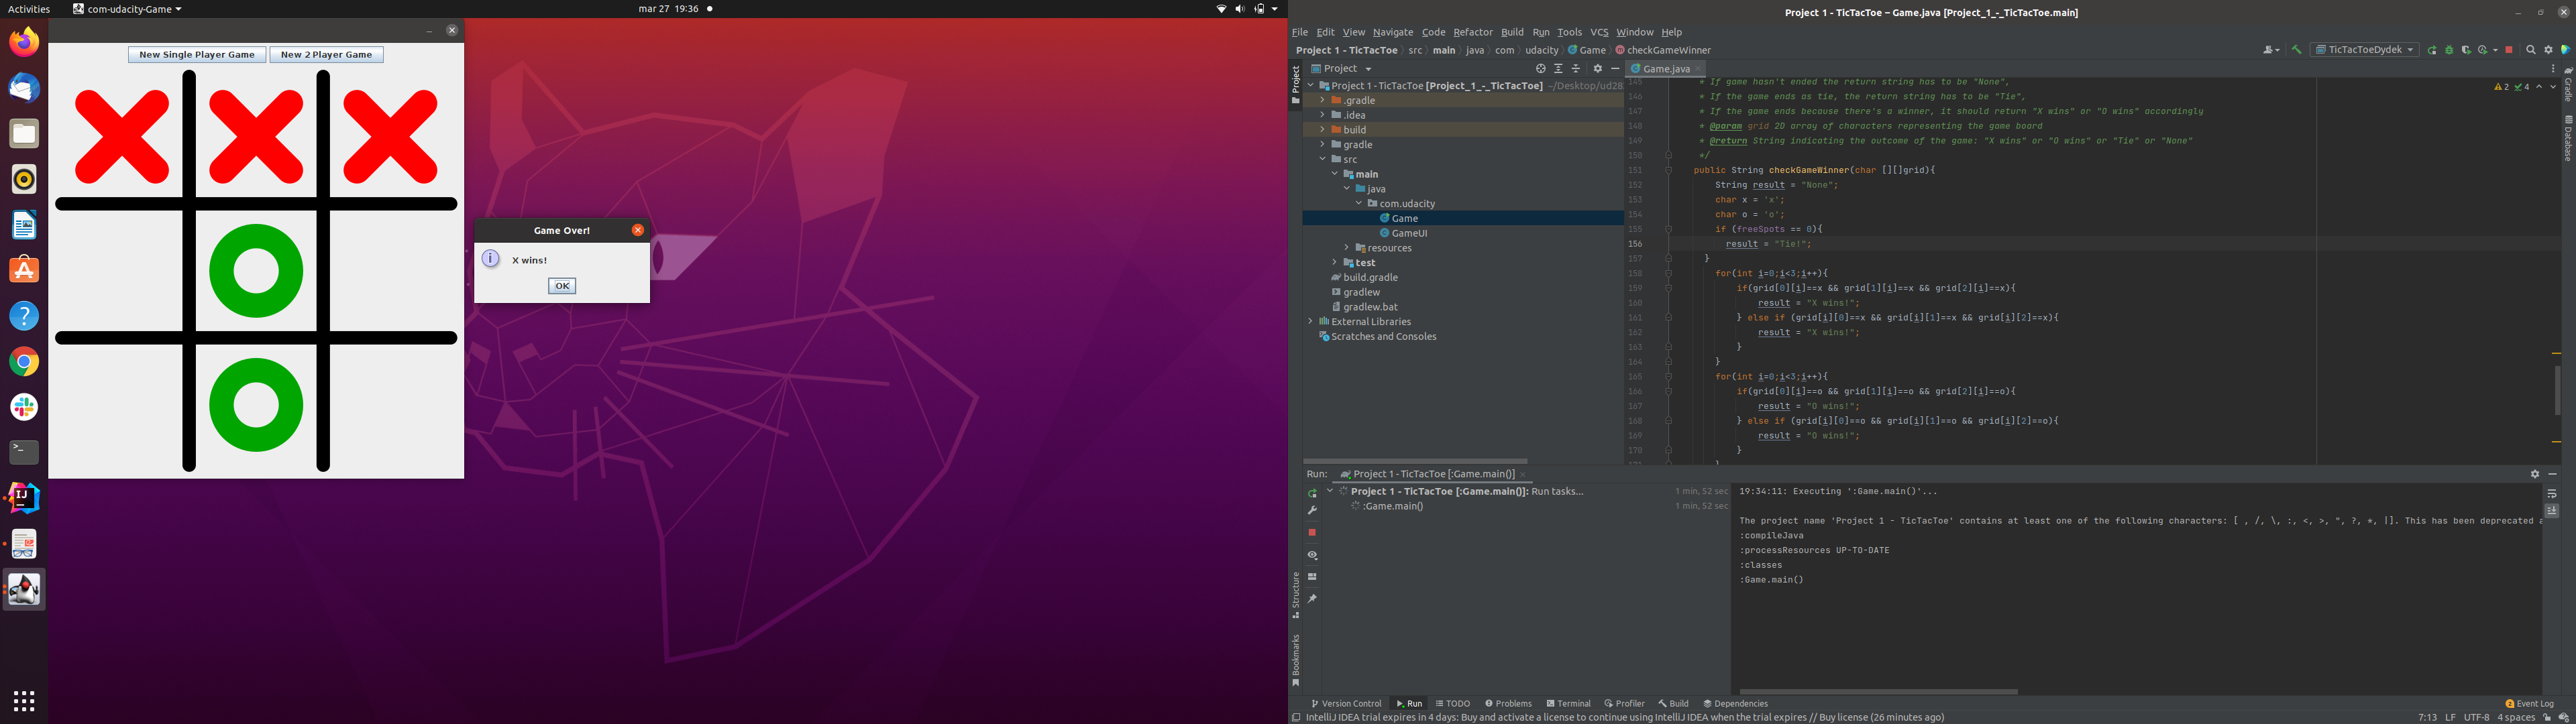 Activities
com-udacity-Game
mar 27 19:36
New Single Player Game
New 2 Player Game
Game Over!
X wins!
OK
Project 1 - TicTacToe – Game.java [Project_1_-_TicTacToe.main]
File Edit View Navigate Code Refactor Build Run Tools VCS Window Help
Project 1 - TicTacToe src main java com udacity Game checkGameWinner
TicTacToeDydek
Project
Project
Project 1 - TicTacToe [Project_1_-_TicTacToe] ~/Desktop/ud28
.gradle
.idea
build
gradle
src
main
java
com.udacity
Game
GameUI
resources
test
build.gradle
gradlew
gradlew.bat
External Libraries
Scratches and Consoles
Structure
Bookmarks
Game.java
2 4
Gradle
Database
145 * If game hasn't ended the return string has to be "None",
146 * If the game ends as tie, the return string has to be "Tie",
147 * If the game ends because there's a winner, it should return "X wins" or "O wins" accordingly
148 * @param grid 2D array of characters representing the game board
149 * @return String indicating the outcome of the game: "X wins" or "O wins" or "Tie" or "None"
150 */
151 public String checkGameWinner(char [][]grid){
152 String result = "None";
153 char x = 'x';
154 char o = 'o';
155 if (freeSpots == 0){
156 result = "Tie!";
157 }
158 for(int i=0;i<3;i++){
159 if(grid[0][i]==x && grid[1][i]==x && grid[2][i]==x){
160 result = "X wins!";
161 } else if (grid[i][0]==x && grid[i][1]==x && grid[i][2]==x){
162 result = "X wins!";
163 }
164 }
165 for(int i=0;i<3;i++){
166 if(grid[0][i]==o && grid[1][i]==o && grid[2][i]==o){
167 result = "O wins!";
168 } else if (grid[i][0]==o && grid[i][1]==o && grid[i][2]==o){
169 result = "O wins!";
170 }
Run: Project 1 - TicTacToe [:Game.main()]
Project 1 - TicTacToe [:Game.main()]: Run tasks... 1 min, 52 sec
:Game.main() 1 min, 52 sec
19:34:11: Executing ':Game.main()'...
The project name 'Project 1 - TicTacToe' contains at least one of the following characters: [ , /, \, :, <, >, ", ?, *, |]. This has been deprecated a
:compileJava
:processResources UP-TO-DATE
:classes
:Game.main()
Version Control Run TODO Problems Terminal Profiler Build Dependencies
2 Event Log
IntelliJ IDEA trial expires in 4 days: Buy and activate a license to continue using IntelliJ IDEA when the trial expires // Buy license (26 minutes ago)
7:13 LF UTF-8 4 spaces